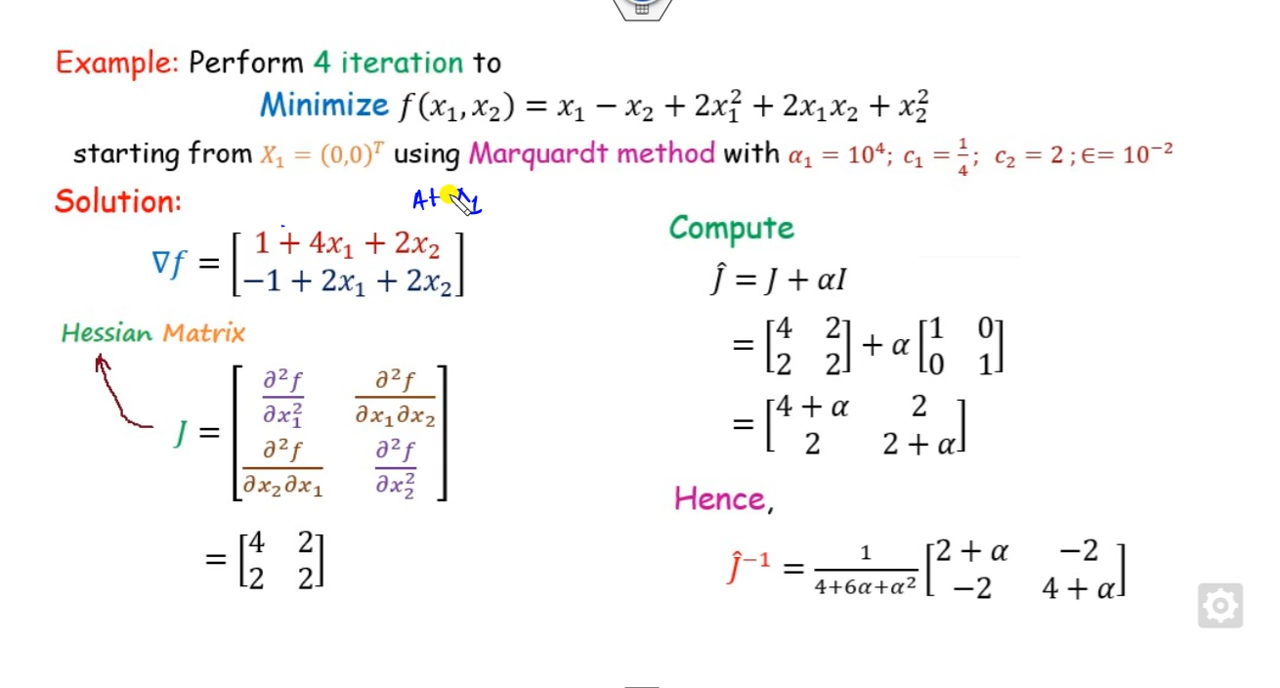 Example: Perform 4 iteration to
Minimize f(x₁, x₂) = x₁ − x₂ + 2x₁² + 2x₁x₂ + x₂²
starting from X₁ = (0,0)ᵀ using Marquardt method with α₁ = 10⁴; c₁ = 1/4; c₂ = 2 ; ∈= 10⁻²
Solution:
At
∇f = [1 + 4x₁ + 2x₂
−1 + 2x₁ + 2x₂]
Hessian Matrix
J = [∂²f/∂x₁² ∂²f/∂x₁∂x₂
∂²f/∂x₂∂x₁ ∂²f/∂x₂²]
= [4 2
2 2]
Compute
Ĵ = J + αI
= [4 2
2 2] + α [1 0
0 1]
= [4 + α 2
2 2 + α]
Hence,
Ĵ⁻¹ = 1/(4+6α+α²) [2 + α −2
−2 4 + α]